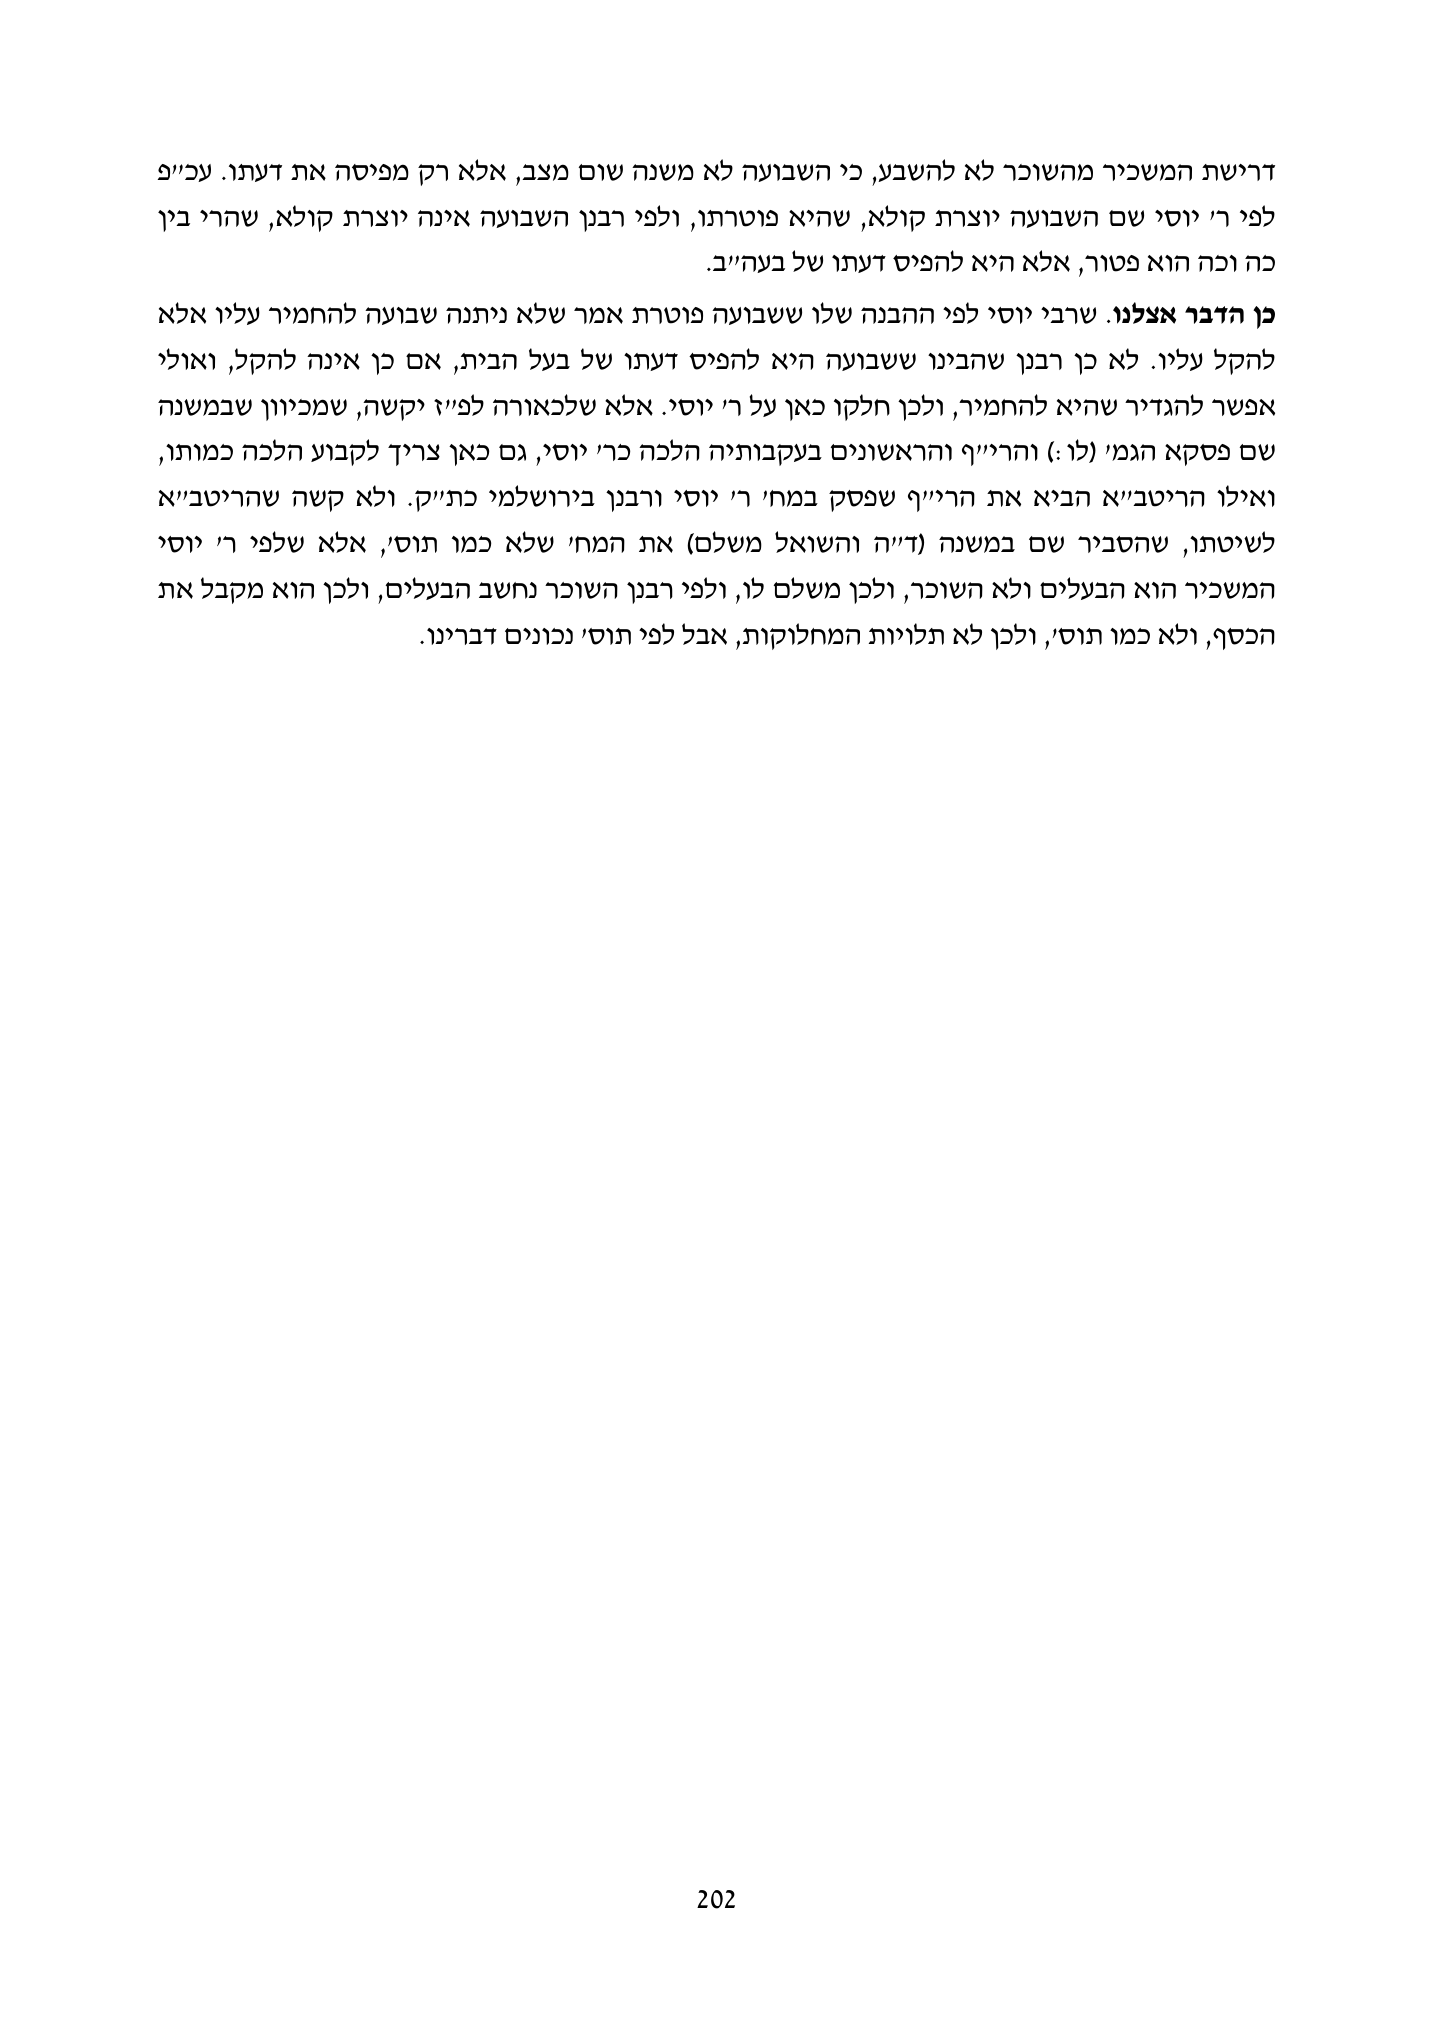 דרישת המשכיר מהשוכר לא להשבע, כי השבועה לא משנה שום מצב, אלא רק מפיסה את דעתו. עכ״פ
לפי ר׳ יוסי שם השבועה יוצרת קולא, שהיא פוטרתו, ולפי רבנן השבועה אינה יוצרת קולא, שהרי בין
כה וכה הוא פטור, אלא היא להפיס דעתו של בעה״ב.
כן הדבר אצלנו. שרבי יוסי לפי ההבנה שלו ששבועה פוטרת אמר שלא ניתנה שבועה להחמיר עליו אלא
להקל עליו. לא כן רבנן שהבינו ששבועה היא להפיס דעתו של בעל הבית, אם כן אינה להקל, ואולי
אפשר להגדיר שהיא להחמיר, ולכן חלקו כאן על ר׳ יוסי. אלא שלכאורה לפ״ז יקשה, שמכיוון שבמשנה
שם פסקא הגמ׳ (לו:) והרי״ף והראשונים בעקבותיה הלכה כר׳ יוסי, גם כאן צריך לקבוע הלכה כמותו,
ואילו הריטב״א הביא את הרי״ף שפסק במח׳ ר׳ יוסי ורבנן בירושלמי כת״ק. ולא קשה שהריטב״א
לשיטתו, שהסביר שם במשנה (ד״ה והשואל משלם) את המח׳ שלא כמו תוס׳, אלא שלפי ר׳ יוסי
המשכיר הוא הבעלים ולא השוכר, ולכן משלם לו, ולפי רבנן השוכר נחשב הבעלים, ולכן הוא מקבל את
הכסף, ולא כמו תוס׳, ולכן לא תלויות המחלוקות, אבל לפי תוס׳ נכונים דברינו.
202